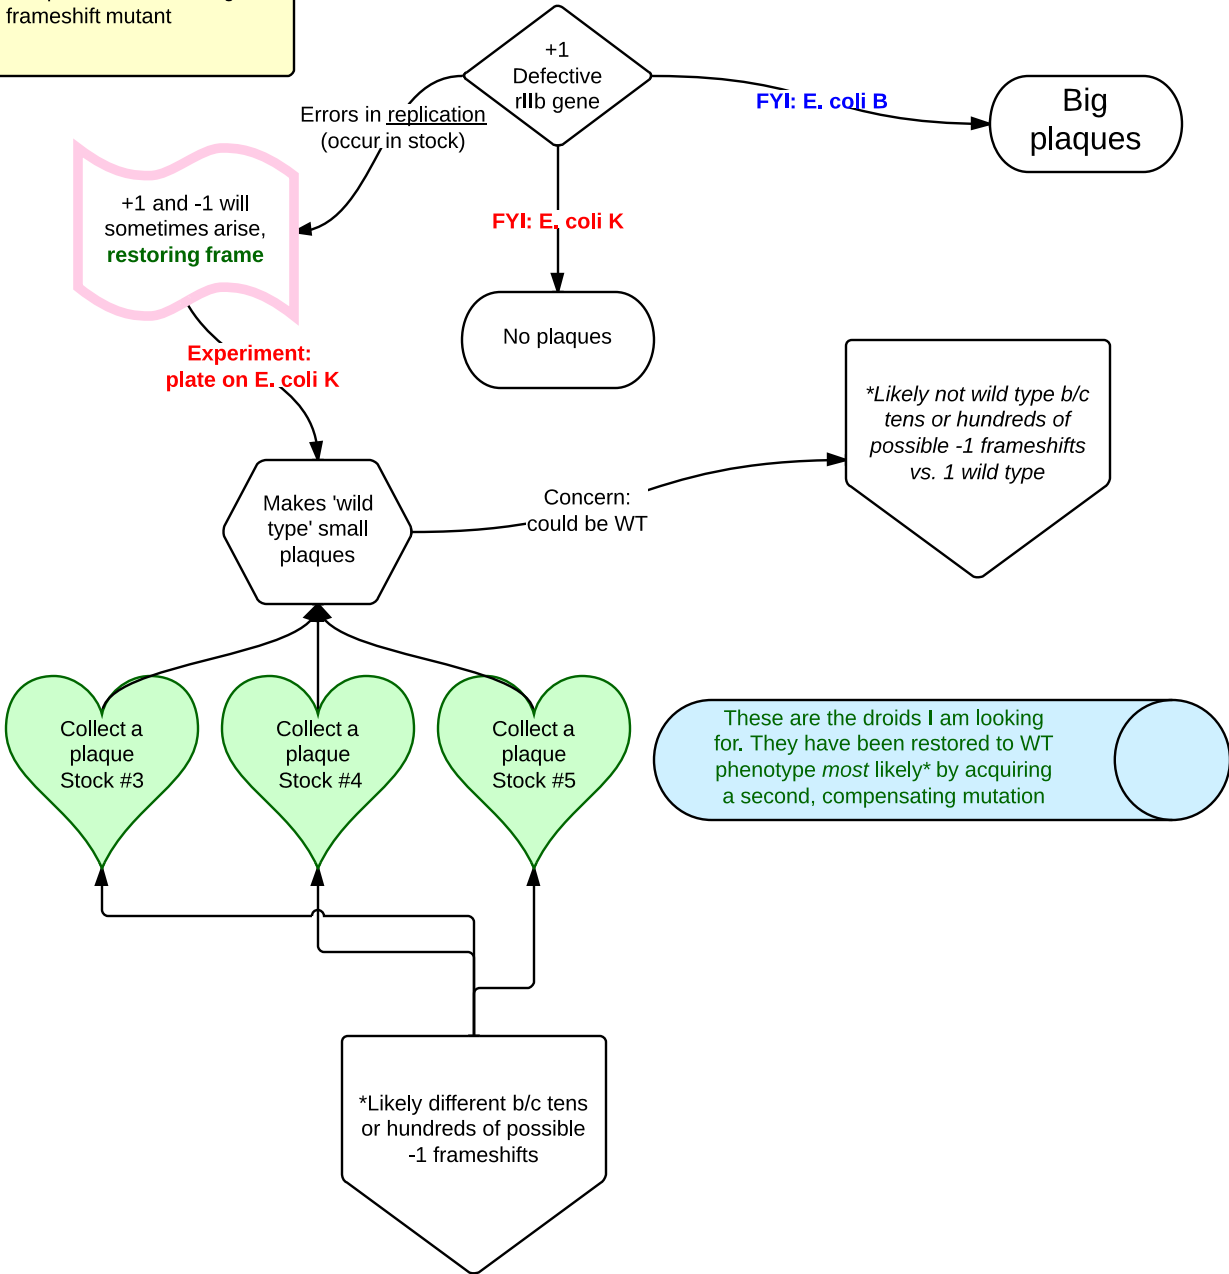 frameshift mutant
+1
Defective
rIIb gene
FYI: E. coli B
Big
plaques
Errors in replication
(occur in stock)
+1 and -1 will
sometimes arise,
restoring frame
FYI: E. coli K
No plaques
Experiment:
plate on E. coli K
*Likely not wild type b/c
tens or hundreds of
possible -1 frameshifts
vs. 1 wild type
Makes 'wild
type' small
plaques
Concern:
could be WT
Collect a
plaque
Stock #3
Collect a
plaque
Stock #4
Collect a
plaque
Stock #5
These are the droids I am looking
for. They have been restored to WT
phenotype most likely* by acquiring
a second, compensating mutation
*Likely different b/c tens
or hundreds of possible
-1 frameshifts